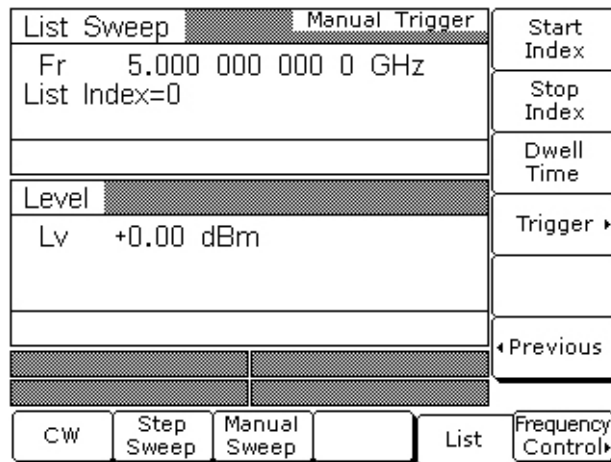 List Sweep Manual Trigger
Fr 5.000 000 000 0 GHz
List Index=0
Level
Lv +0.00 dBm
Start
Index
Stop
Index
Dwell
Time
Trigger
Previous
CW
Step
Sweep
Manual
Sweep
List
Frequency
Control